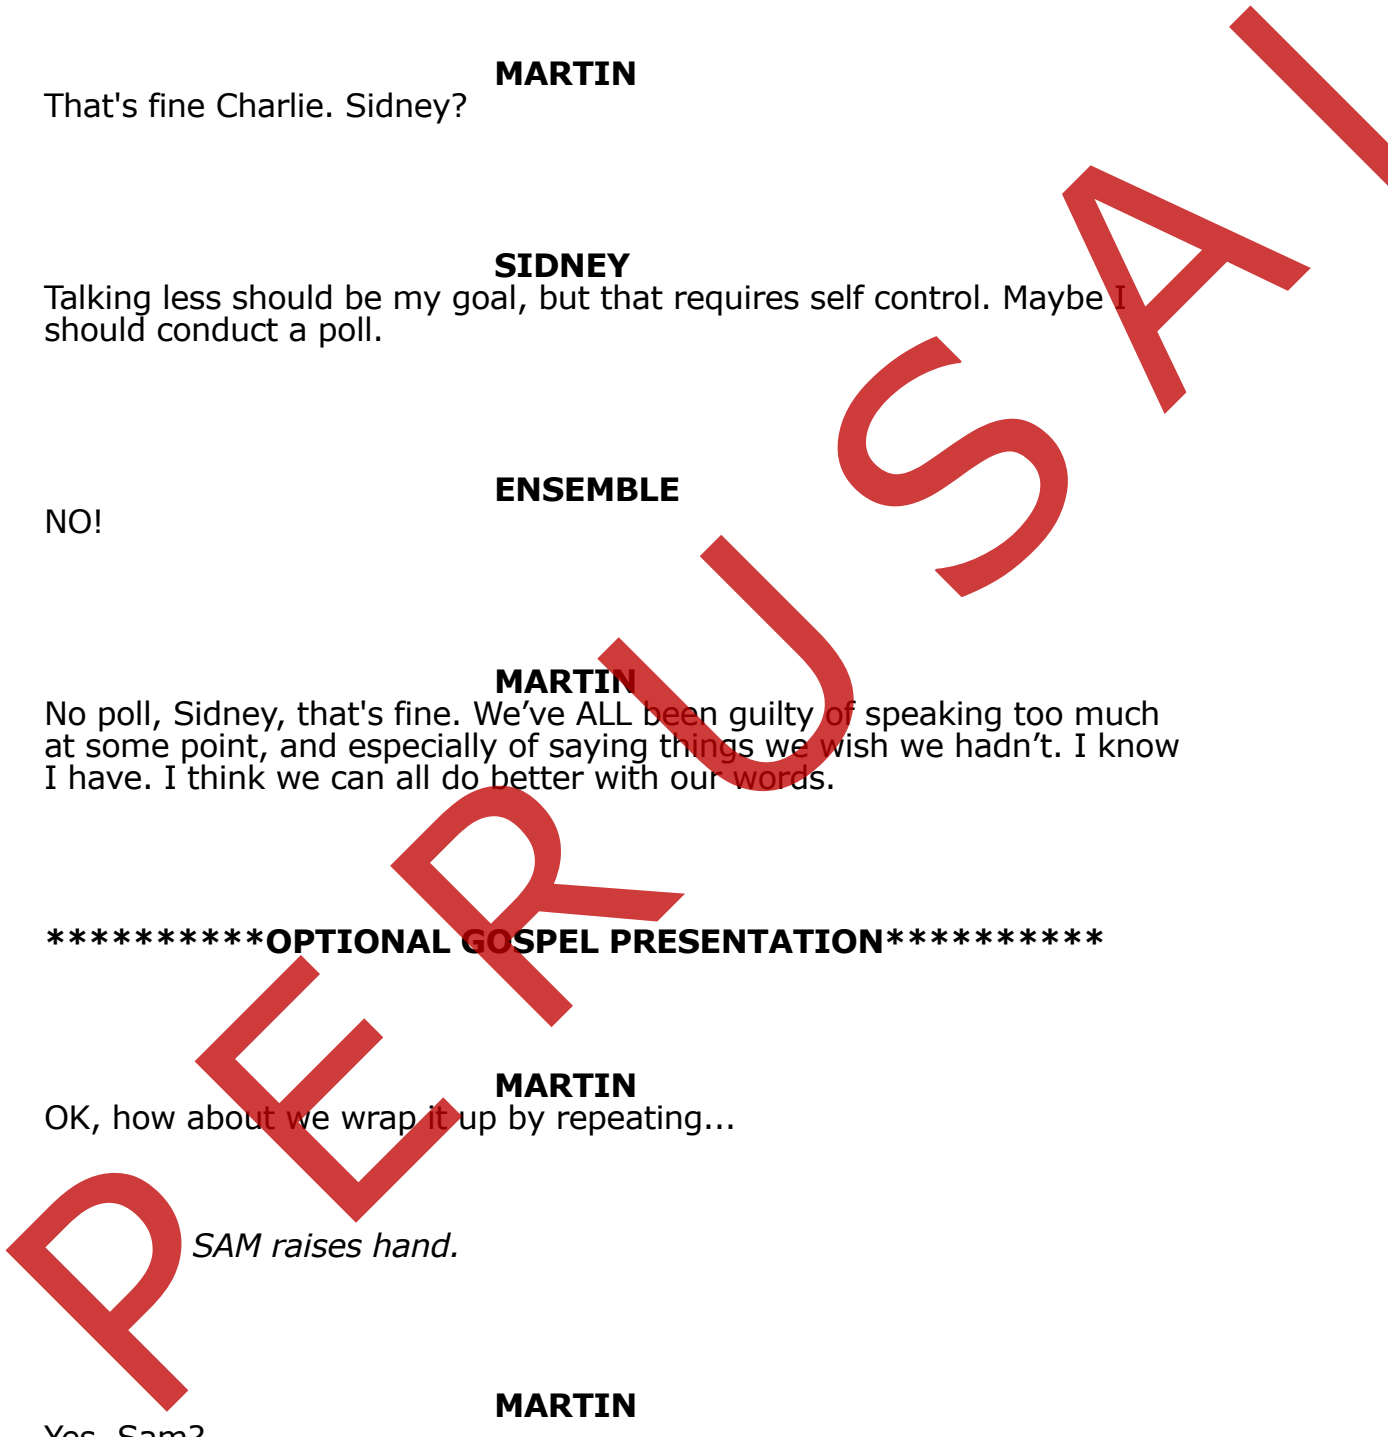 MARTIN
That's fine Charlie. Sidney?
SIDNEY
Talking less should be my goal, but that requires self control. Maybe I
should conduct a poll.
ENSEMBLE
NO!
MARTIN
No poll, Sidney, that's fine. We’ve ALL been guilty of speaking too much
at some point, and especially of saying things we wish we hadn’t. I know
I have. I think we can all do better with our words.
**********OPTIONAL GOSPEL PRESENTATION**********
MARTIN
OK, how about we wrap it up by repeating...
SAM raises hand.
MARTIN
Yes, Sam?
PERUSAL